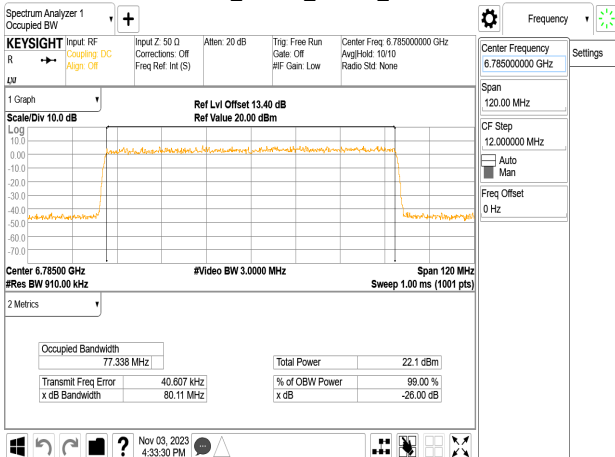 Spectrum Analyzer 1
Occupied BW
+
Frequency
KEYSIGHT
R
LXI
Input: RF
Coupling: DC
Align: Off
Input Z: 50 Ω
Corrections: Off
Freq Ref: Int (S)
Atten: 20 dB
Trig: Free Run
Gate: Off
#IF Gain: Low
Center Freq: 6.785000000 GHz
Avg|Hold: 10/10
Radio Std: None
Center Frequency
6.785000000 GHz
Settings
Span
120.00 MHz
CF Step
12.000000 MHz
Auto
Man
Freq Offset
0 Hz
1 Graph
Scale/Div 10.0 dB
Ref Lvl Offset 13.40 dB
Ref Value 20.00 dBm
Log
10.0
0.00
-10.0
-20.0
-30.0
-40.0
-50.0
-60.0
-70.0
Center 6.78500 GHz
#Video BW 3.0000 MHz
Span 120 MHz
#Res BW 910.00 kHz
Sweep 1.00 ms (1001 pts)
2 Metrics
Occupied Bandwidth
77.338 MHz
Total Power 22.1 dBm
Transmit Freq Error 40.607 kHz
% of OBW Power 99.00 %
x dB Bandwidth 80.11 MHz
x dB -26.00 dB
?
Nov 03, 2023
4:33:30 PM